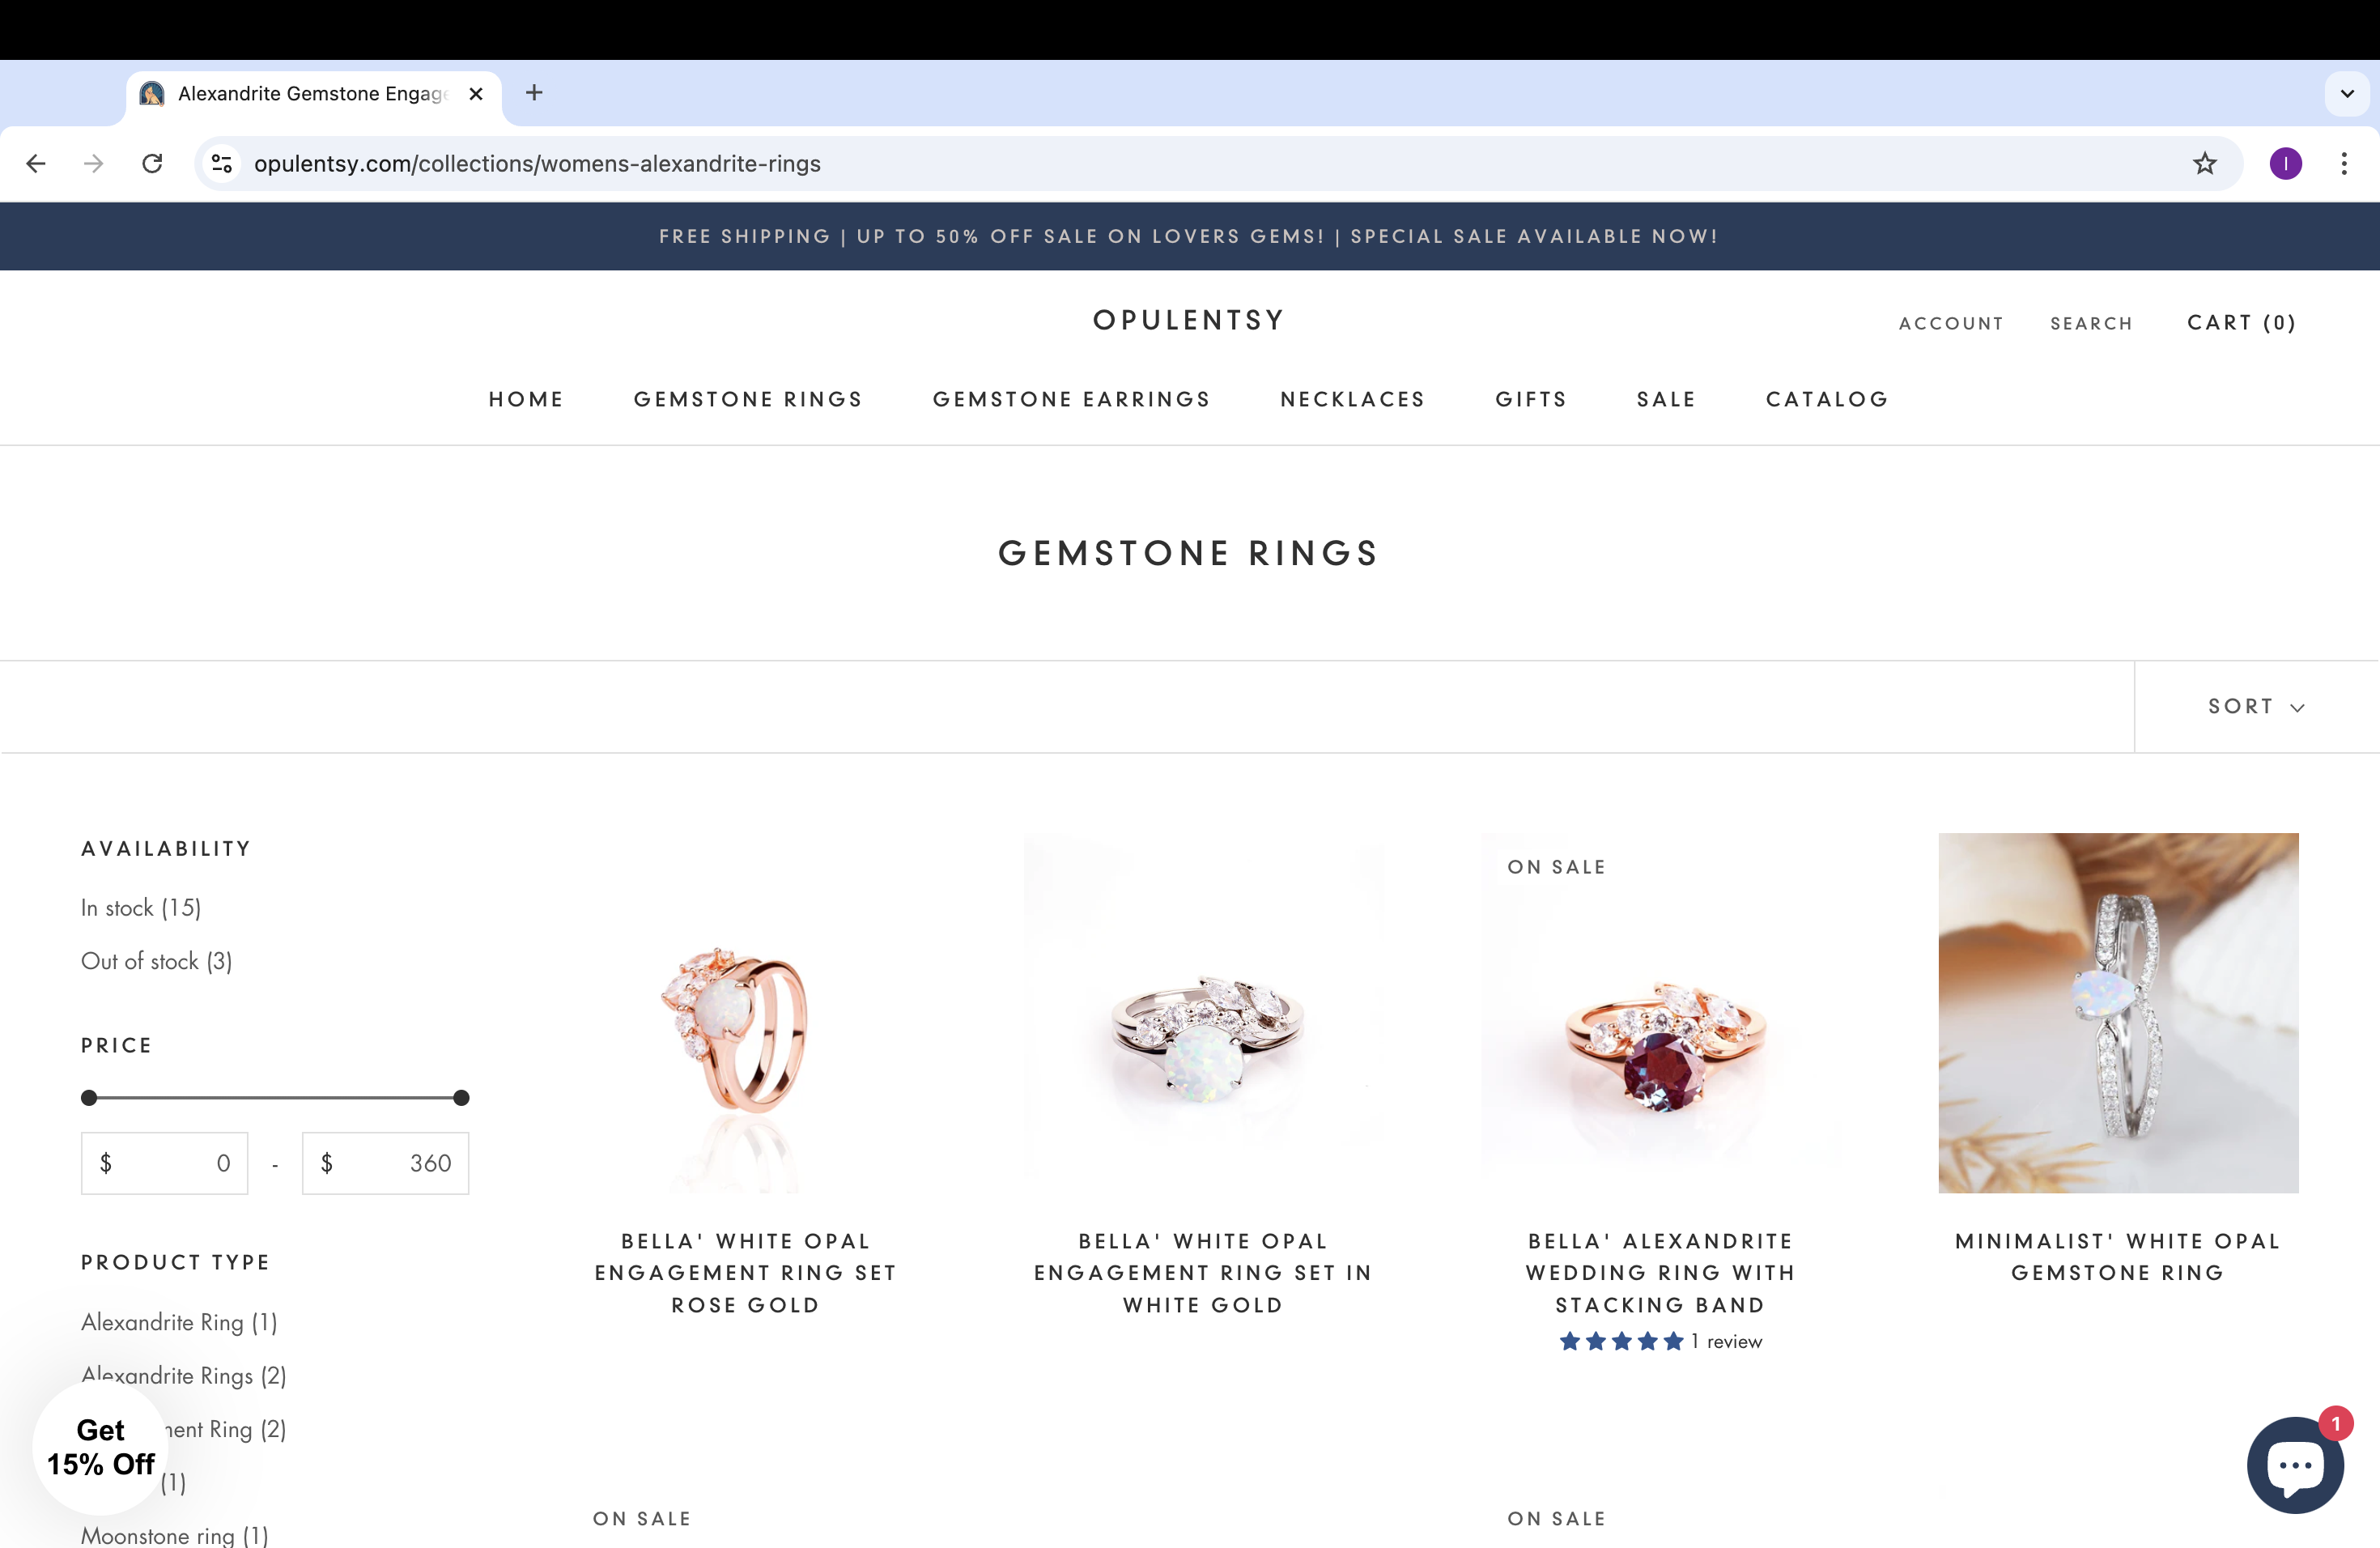 Alexandrite Gemstone Engag
opulentsy.com/collections/womens-alexandrite-rings
I
FREE SHIPPING | UP TO 50% OFF SALE ON LOVERS GEMS! | SPECIAL SALE AVAILABLE NOW!
OPULENTSY
ACCOUNT SEARCH CART (0)
HOME GEMSTONE RINGS GEMSTONE EARRINGS NECKLACES GIFTS SALE CATALOG
GEMSTONE RINGS
SORT
AVAILABILITY
In stock (15)
Out of stock (3)
PRICE
$ 0 - $ 360
PRODUCT TYPE
Alexandrite Ring (1)
Alexandrite Rings (2)
ment Ring (2)
(1)
Moonstone ring (1)
Get
15% Off
BELLA' WHITE OPAL
ENGAGEMENT RING SET
ROSE GOLD
BELLA' WHITE OPAL
ENGAGEMENT RING SET IN
WHITE GOLD
ON SALE
BELLA' ALEXANDRITE
WEDDING RING WITH
STACKING BAND
1 review
MINIMALIST' WHITE OPAL
GEMSTONE RING
ON SALE
ON SALE
1